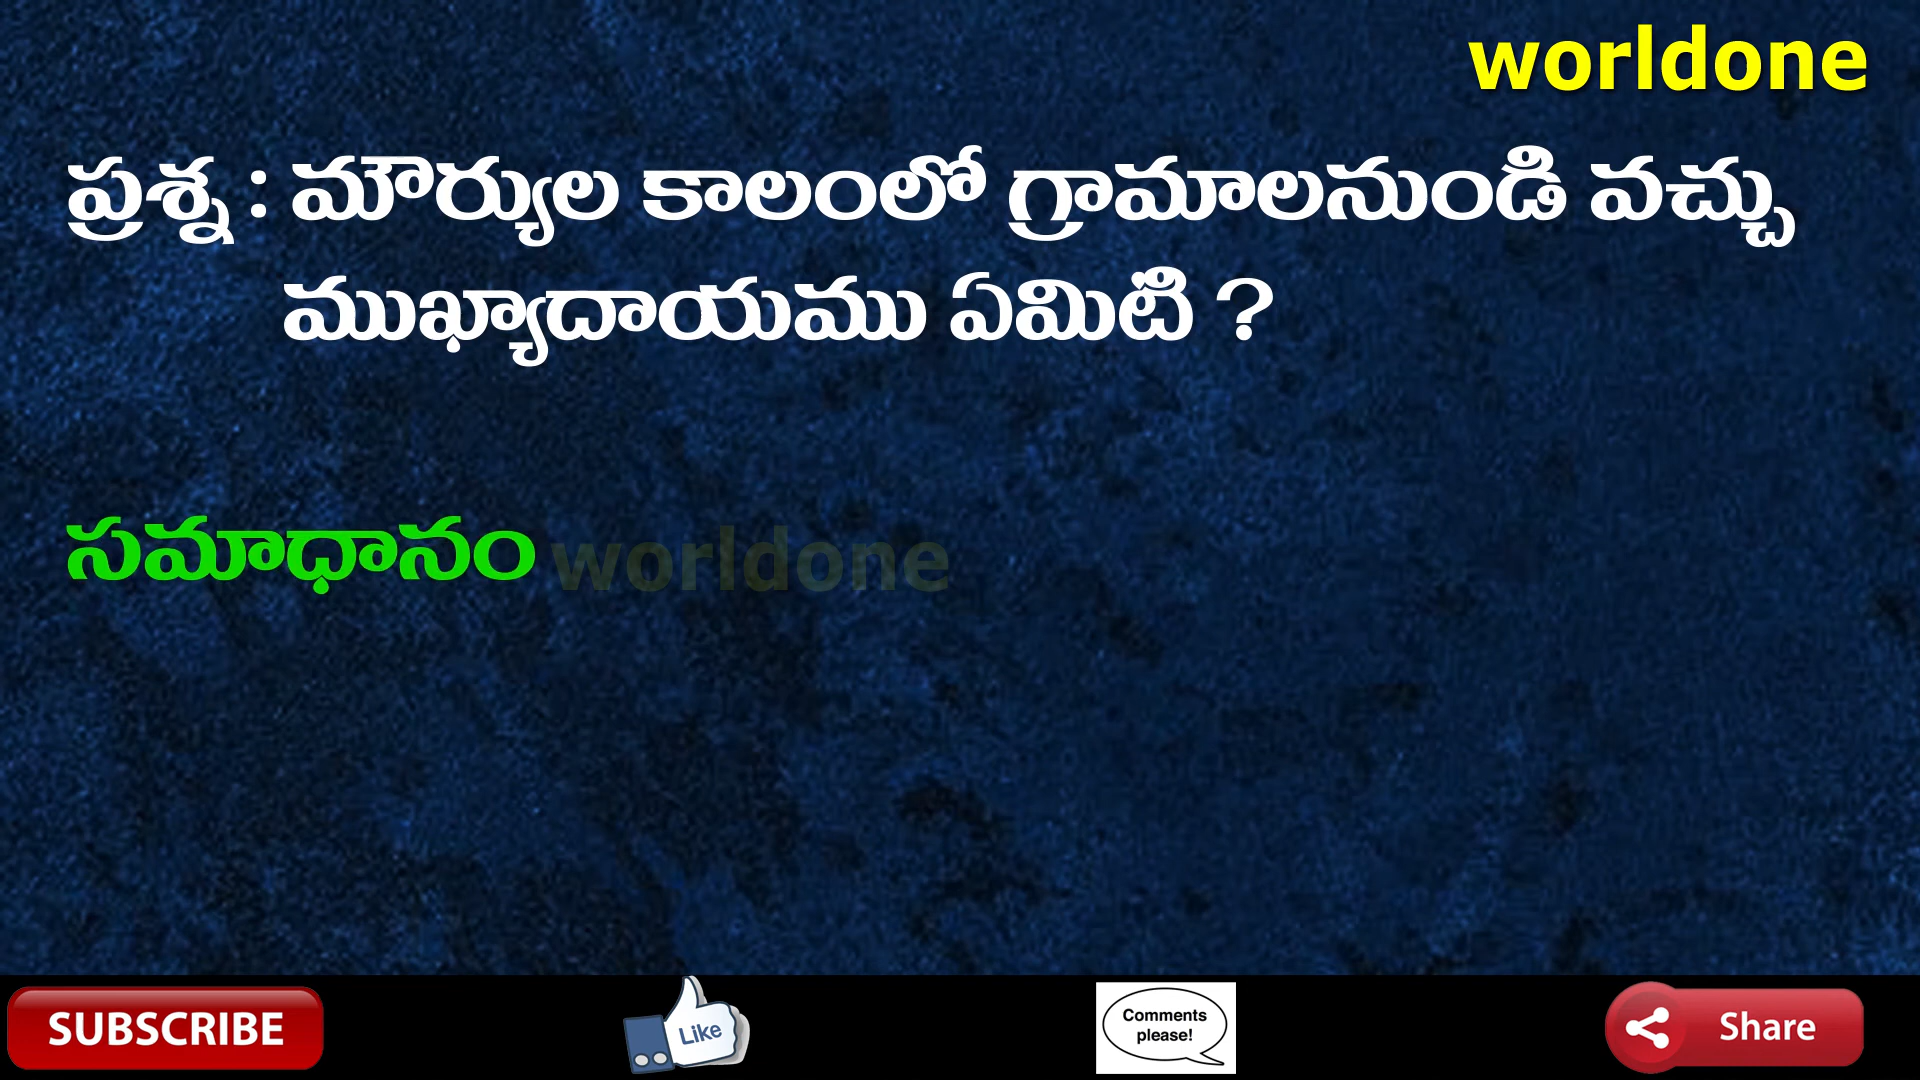 worldone
ప్రశ్న : మౌర్యుల కాలంలో గ్రామాలనుండి వచ్చు
ముఖ్యాదాయము ఏమిటి ?
సమాధానం worldone
SUBSCRIBE
Like
Comments
please!
Share